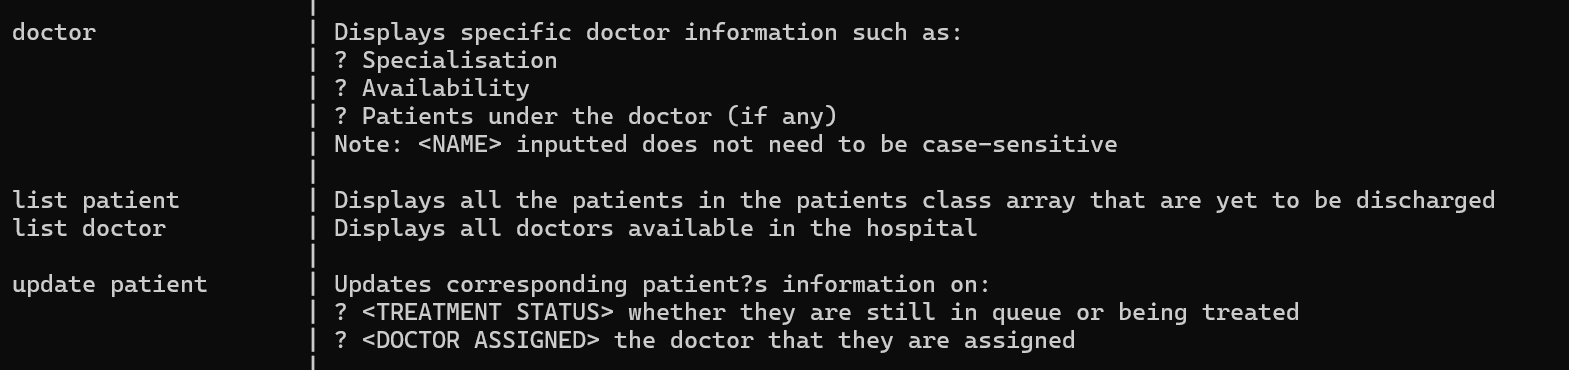 doctor | Displays specific doctor information such as:
| ? Specialisation
| ? Availability
| ? Patients under the doctor (if any)
| Note: <NAME> inputted does not need to be case-sensitive
|
list patient | Displays all the patients in the patients class array that are yet to be discharged
list doctor | Displays all doctors available in the hospital
|
update patient | Updates corresponding patient?s information on:
| ? <TREATMENT STATUS> whether they are still in queue or being treated
| ? <DOCTOR ASSIGNED> the doctor that they are assigned